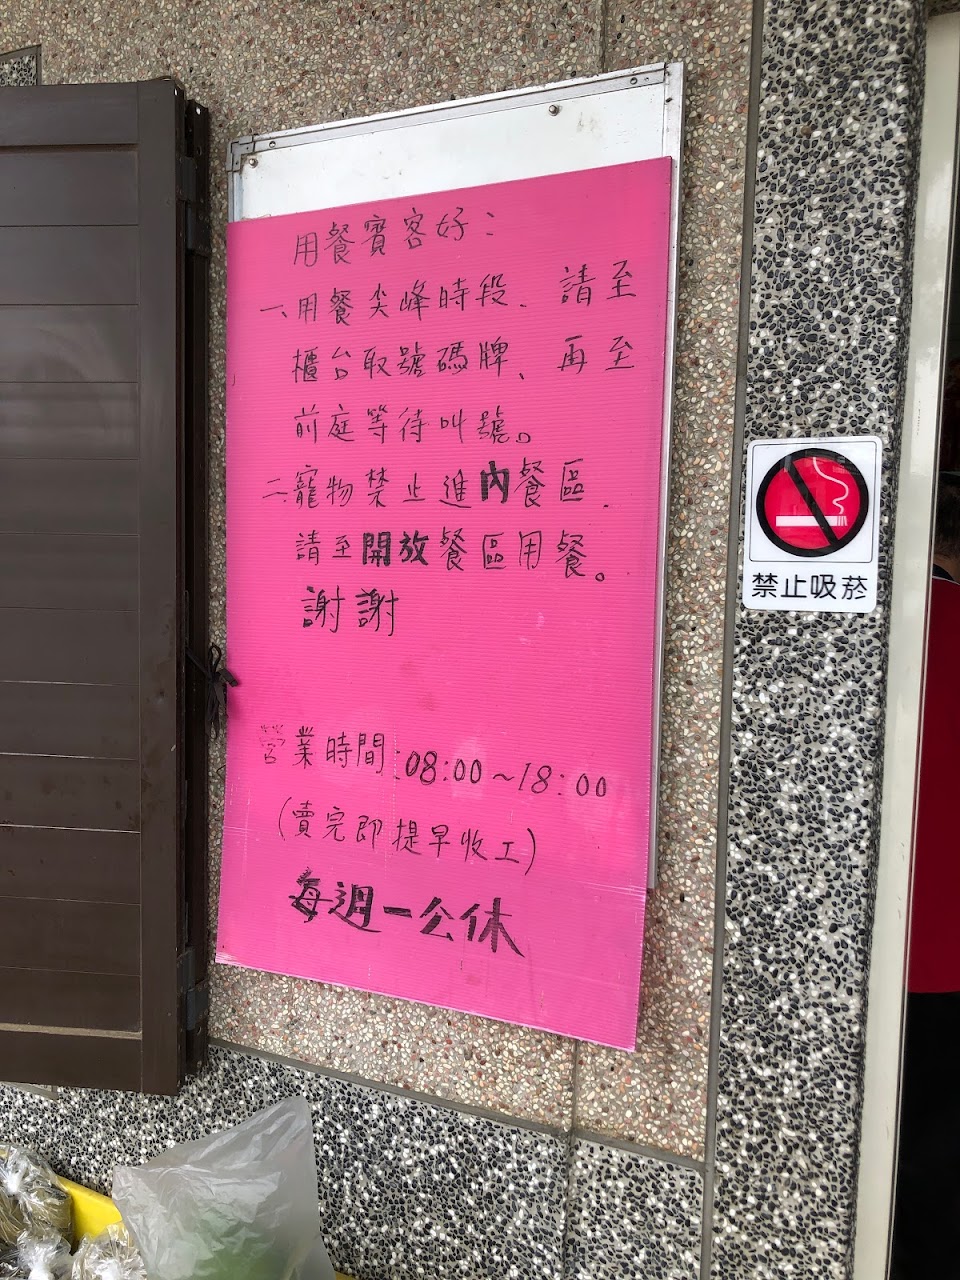 用餐寶客好：
一、用餐尖峰時段、請至
櫃台取號碼牌、再至
前庭等待叫號。
二、寵物禁止進內餐區.
請至開放餐區用餐。
謝謝
營業時間:08:00～18:00
(賣完即提早收工)
每週一公休
禁止吸菸